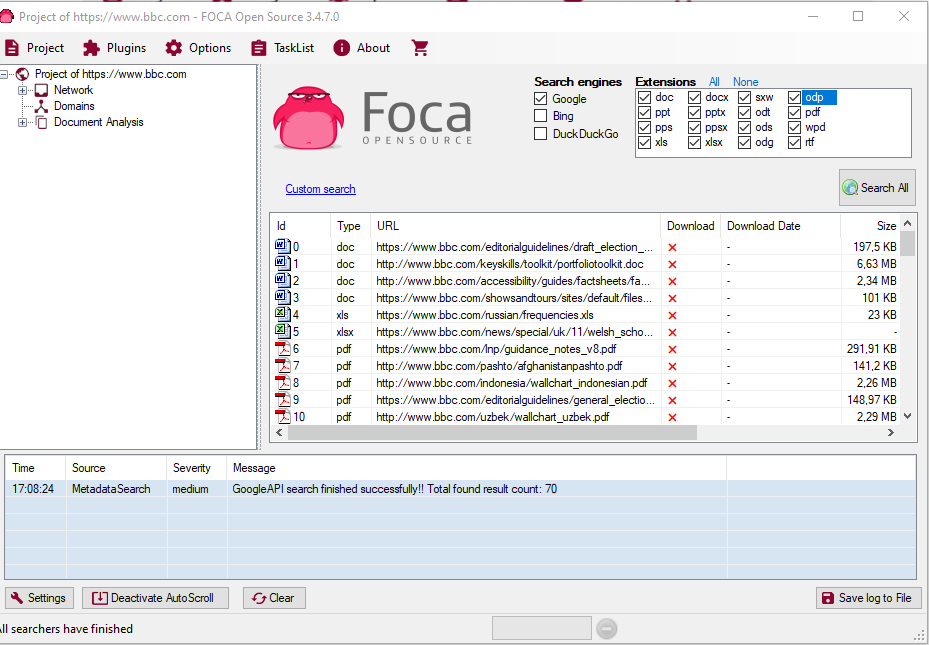 Project of https://www.bbc.com - FOCA Open Source 3.4.7.0
Project Plugins Options TaskList About
Project of https://www.bbc.com
Network
Domains
Document Analysis
Foca
OPENSOURCE
Search engines
Google
Bing
DuckDuckGo
Extensions All None
doc docx sxw odp
ppt pptx odt pdf
pps ppsx ods wpd
xls xlsx odg rtf
Custom search
Search All
Id Type URL Download Download Date Size
0 doc https://www.bbc.com/editorialguidelines/draft_election_... - 197,5 KB
1 doc http://www.bbc.com/keyskills/toolkit/portfoliotoolkit.doc - 6,63 MB
2 doc http://www.bbc.com/accessibility/guides/factsheets/fa... - 2,34 MB
3 doc https://www.bbc.com/showsandtours/sites/default/files... - 101 KB
4 xls https://www.bbc.com/russian/frequencies.xls - 23 KB
5 xlsx https://www.bbc.com/news/special/uk/11/welsh_scho... - -
6 pdf https://www.bbc.com/lnp/guidance_notes_v8.pdf - 291,91 KB
7 pdf http://www.bbc.com/pashto/afghanistanpashto.pdf - 141,2 KB
8 pdf http://www.bbc.com/indonesia/wallchart_indonesian.pdf - 2,26 MB
9 pdf https://www.bbc.com/editorialguidelines/general_electio... - 148,97 KB
10 pdf http://www.bbc.com/uzbek/wallchart_uzbek.pdf - 2,29 MB
Time Source Severity Message
17:08:24 MetadataSearch medium GoogleAPI search finished successfully!! Total found result count: 70
Settings Deactivate AutoScroll Clear Save log to File
All searchers have finished